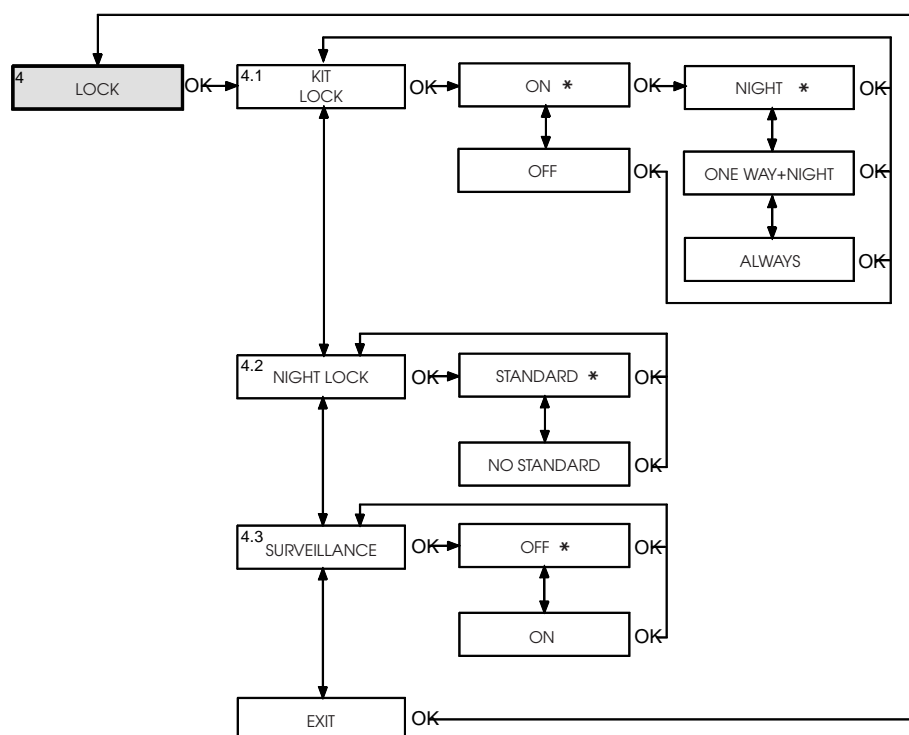 4
LOCK
OK
4.1
KIT
LOCK
OK
ON *
OK
NIGHT *
OK
OFF
OK
ONE WAY+NIGHT
OK
ALWAYS
OK
4.2
NIGHT LOCK
OK
STANDARD *
OK
NO STANDARD
OK
4.3
SURVEILLANCE
OK
OFF *
OK
ON
OK
EXIT
OK